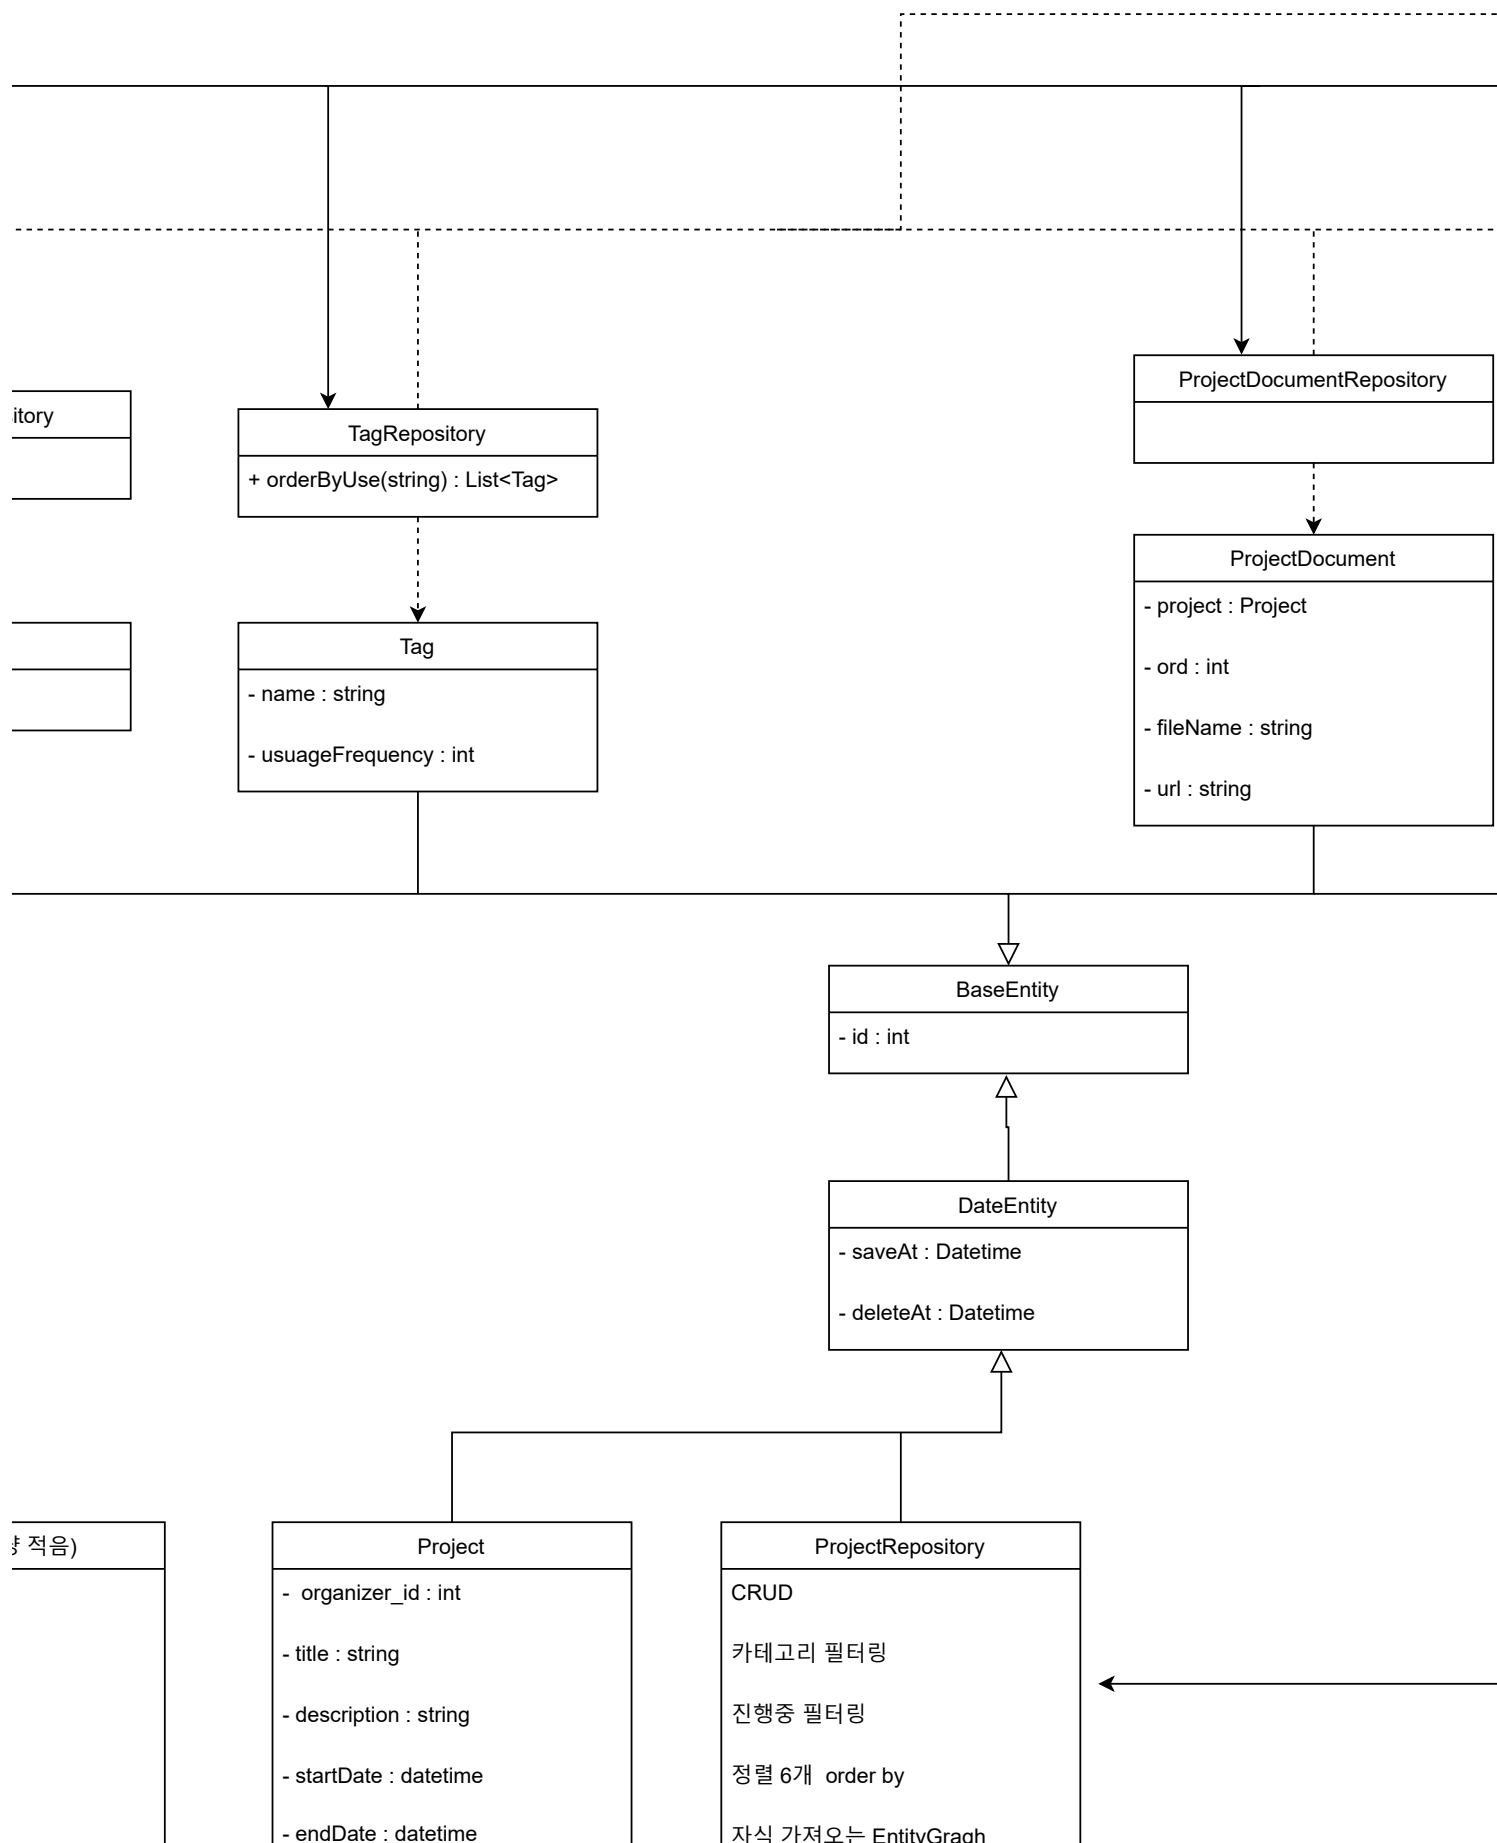 ProjectDocumentRepository
itory
TagRepository
+ orderByUse(string) : List<Tag>
ProjectDocument
- project : Project
- ord : int
- fileName : string
- url : string
Tag
- name : string
- usuageFrequency : int
BaseEntity
- id : int
DateEntity
- saveAt : Datetime
- deleteAt : Datetime
적음)
Project
- organizer_id : int
- title : string
- description : string
- startDate : datetime
- endDate : datetime
ProjectRepository
CRUD
카테고리 필터링
진행중 필터링
정렬 6개 order by
자식 가져오는 EntityGragh